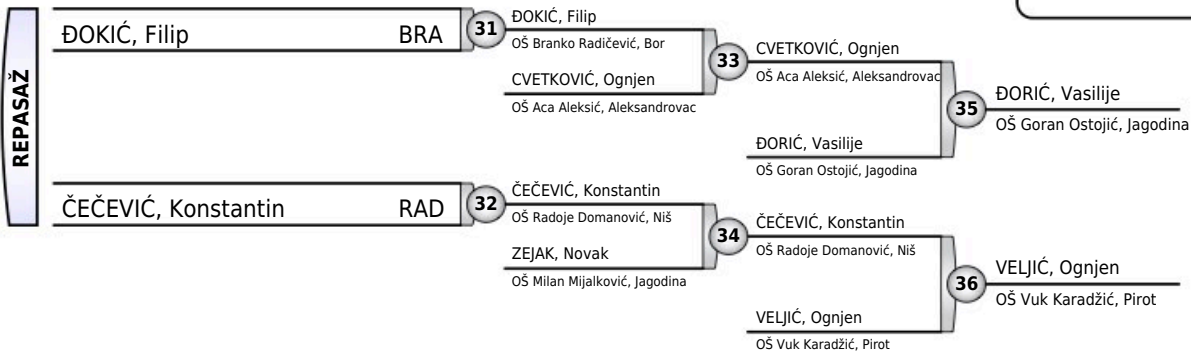 REPASAŽ
ĐOKIĆ, Filip BRA
31
ĐOKIĆ, Filip
OŠ Branko Radičević, Bor
CVETKOVIĆ, Ognjen
OŠ Aca Aleksić, Aleksandrovac
33
CVETKOVIĆ, Ognjen
OŠ Aca Aleksić, Aleksandrovac
ĐORIĆ, Vasilije
OŠ Goran Ostojić, Jagodina
35
ĐORIĆ, Vasilije
OŠ Goran Ostojić, Jagodina
ČEČEVIĆ, Konstantin RAD
32
ČEČEVIĆ, Konstantin
OŠ Radoje Domanović, Niš
ZEJAK, Novak
OŠ Milan Mijalković, Jagodina
34
ČEČEVIĆ, Konstantin
OŠ Radoje Domanović, Niš
VELJIĆ, Ognjen
OŠ Vuk Karadžić, Pirot
36
VELJIĆ, Ognjen
OŠ Vuk Karadžić, Pirot